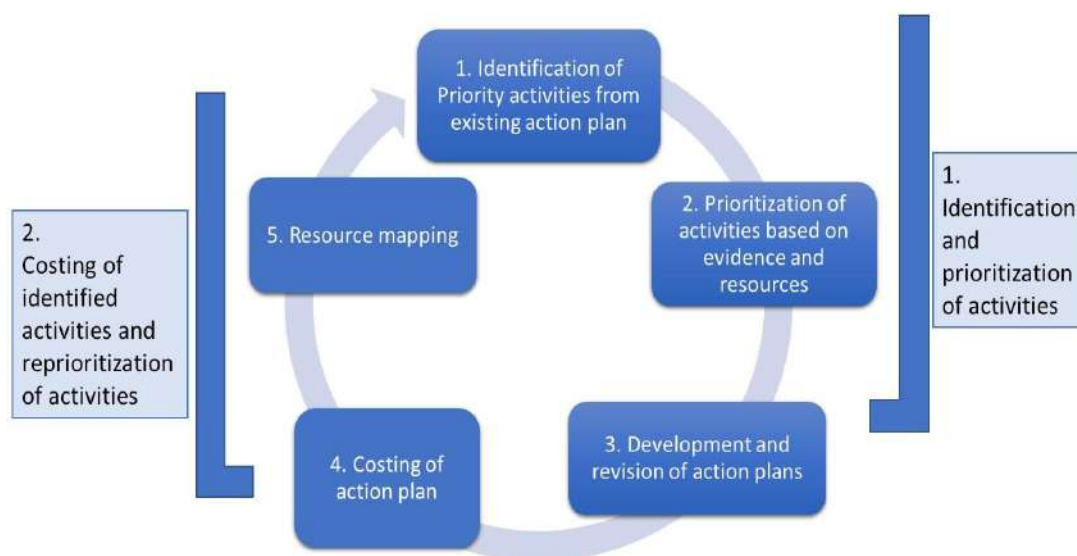 1. Identification of
Priority activities from
existing action plan
2. Prioritization of
activities based on
evidence and
resources
3. Development and
revision of action plans
4. Costing of
action plan
5. Resource mapping
1.
Identification
and
prioritization
of activities
2.
Costing of
identified
activities and
reprioritization
of activities